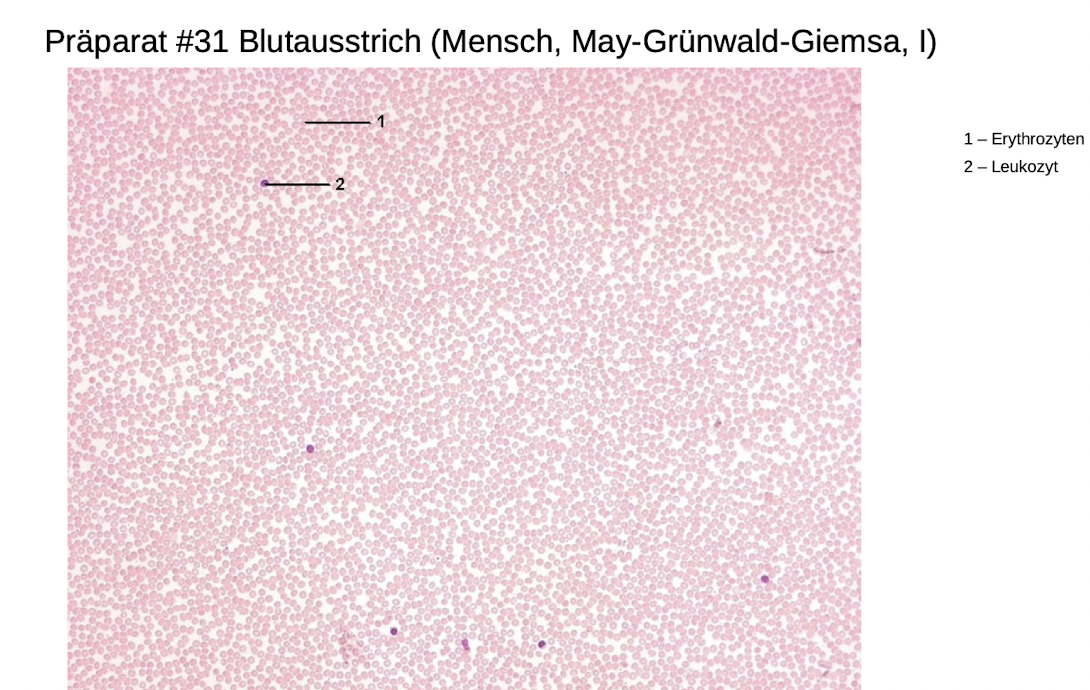 Präparat #31 Blutausstrich (Mensch, May-Grünwald-Giemsa, I)
1
2
1 – Erythrozyten
2 – Leukozyt